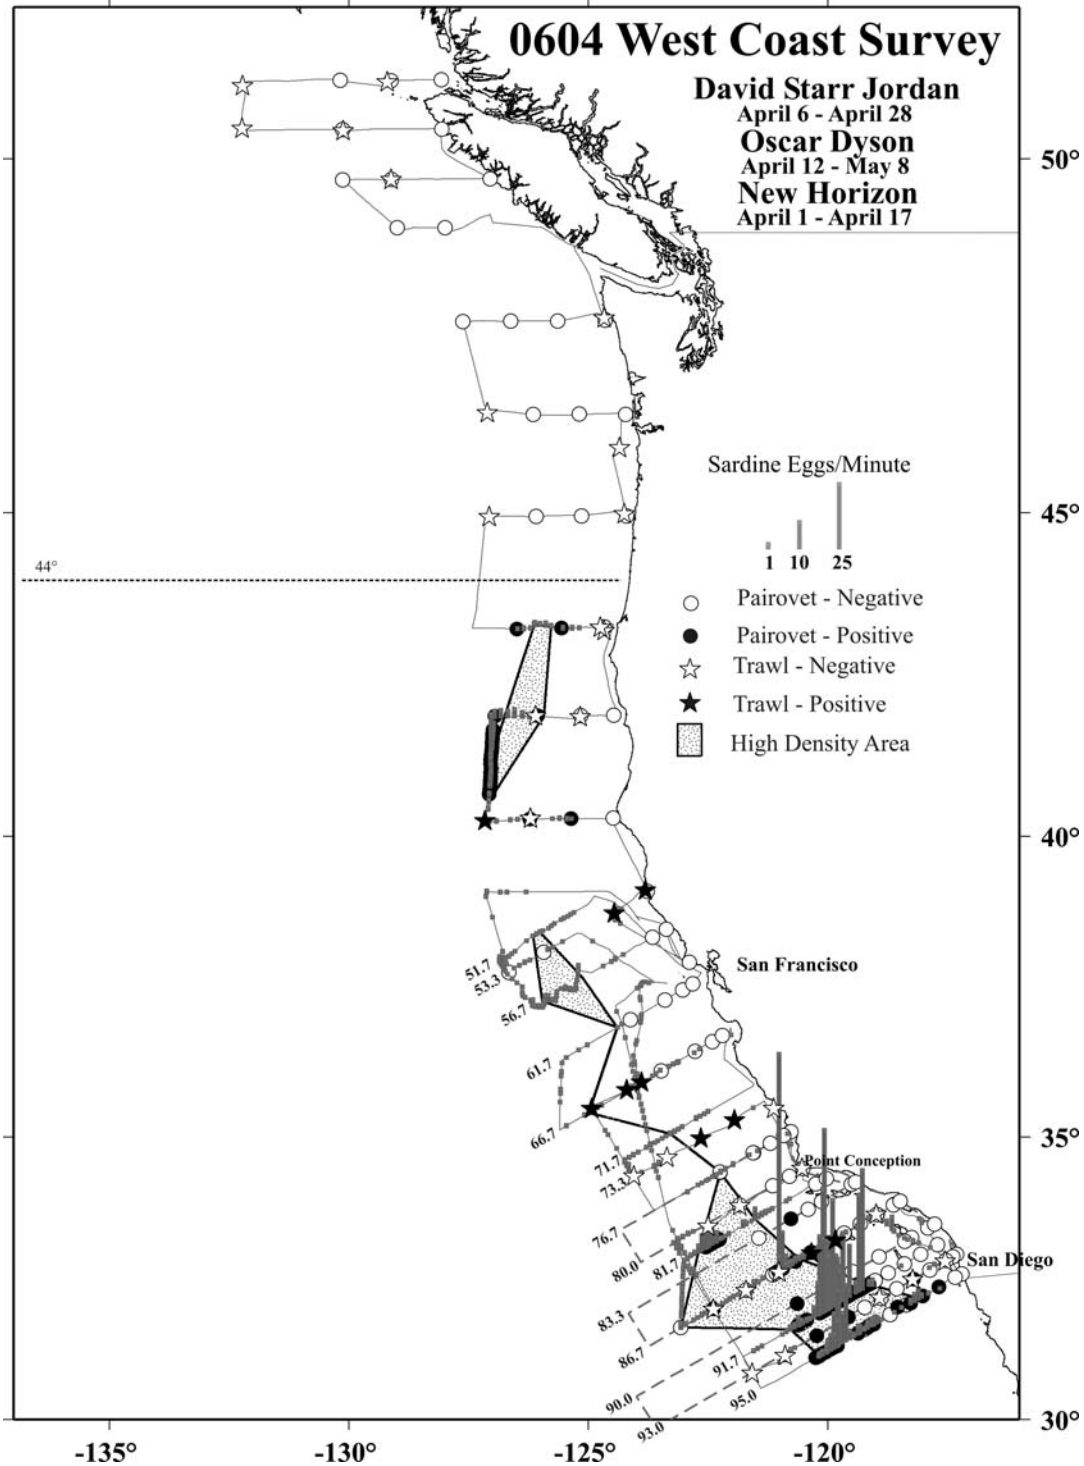 0604 West Coast Survey
David Starr Jordan
April 6 - April 28
Oscar Dyson
April 12 - May 8
New Horizon
April 1 - April 17
50°
Sardine Eggs/Minute
1 10 25
45°
44°
Pairovet - Negative
Pairovet - Positive
Trawl - Negative
Trawl - Positive
High Density Area
40°
San Francisco
51.7
53.3
56.7
61.7
66.7
35°
71.7
73.3
Point Conception
76.7
80.0
81.7
San Diego
83.3
86.7
91.7
90.0
95.0
93.0
30°
-135° -130° -125° -120°